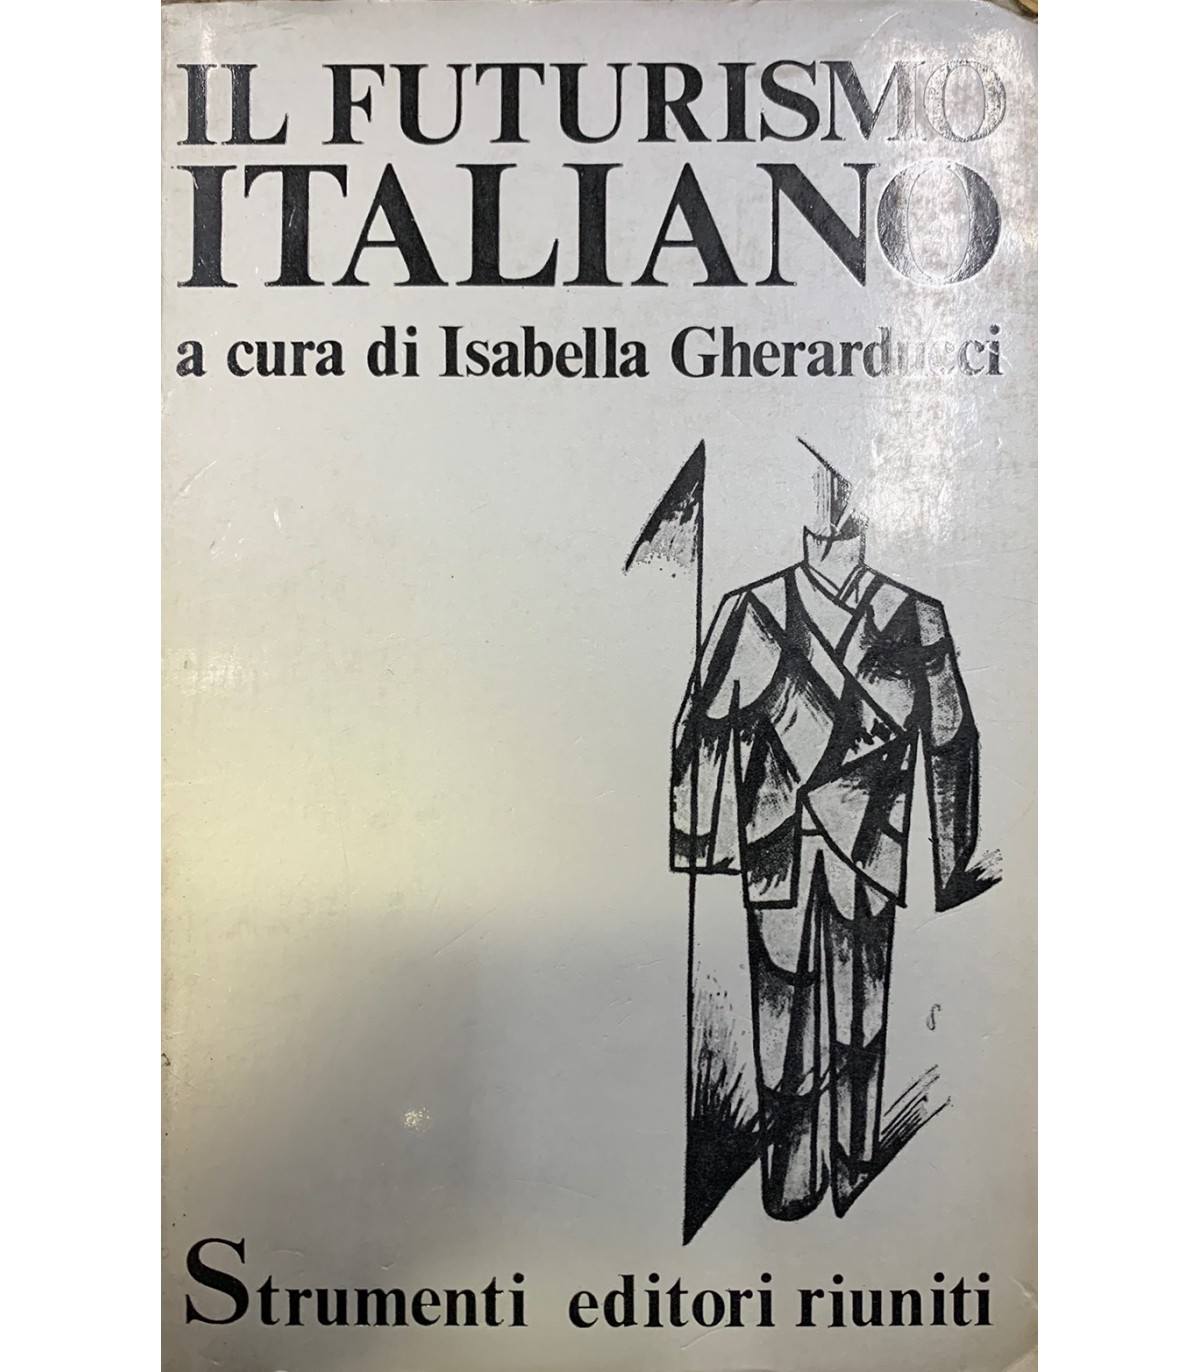 IL FUTURISMO
ITALIANO
a cura di Isabella Gherarducci
Strumenti editori riuniti